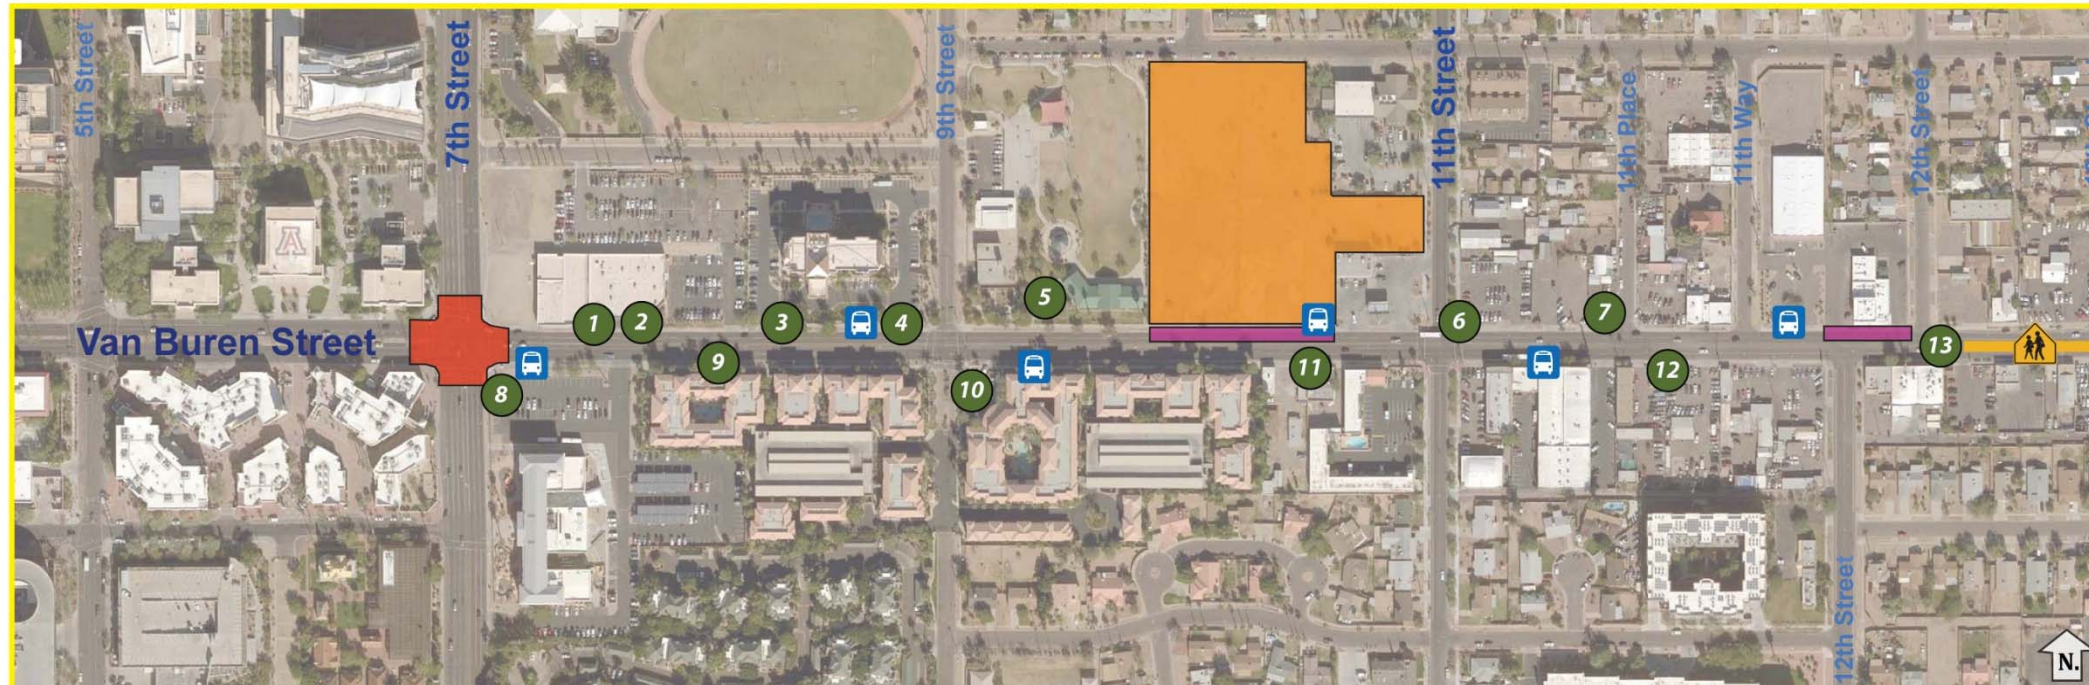 5th Street
7th Street
9th Street
11th Street
11th Place
11th Way
12th Street
A
Van Buren Street
1
2
3
4
5
6
7
8
9
10
11
12
13
12th Street
N.